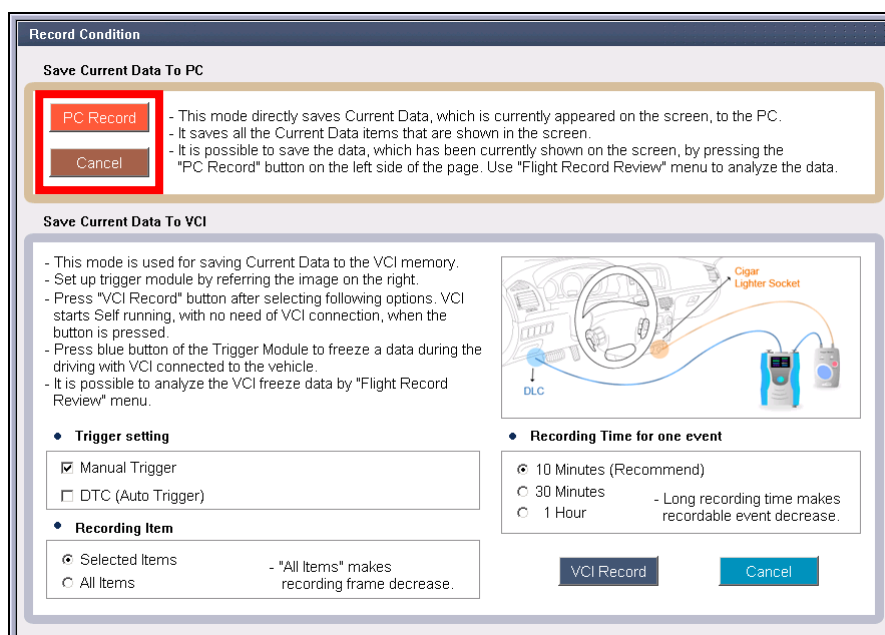 Record Condition
Save Current Data To PC
PC Record
Cancel
- This mode directly saves Current Data, which is currently appeared on the screen, to the PC.
- It saves all the Current Data items that are shown in the screen.
- It is possible to save the data, which has been currently shown on the screen, by pressing the
"PC Record" button on the left side of the page. Use "Flight Record Review" menu to analyze the data.
Save Current Data To VCI
- This mode is used for saving Current Data to the VCI memory.
- Set up trigger module by referring the image on the right.
- Press "VCI Record" button after selecting following options. VCI
starts Self running, with no need of VCI connection, when the
button is pressed.
- Press blue button of the Trigger Module to freeze a data during the
driving with VCI connected to the vehicle.
- It is possible to analyze the VCI freeze data by "Flight Record
Review" menu.
Cigar
Lighter Socket
DLC
Trigger setting
Manual Trigger
DTC (Auto Trigger)
Recording Item
Selected Items
All Items
- "All Items" makes
recording frame decrease.
Recording Time for one event
10 Minutes (Recommend)
30 Minutes
1 Hour
- Long recording time makes
recordable event decrease.
VCI Record
Cancel